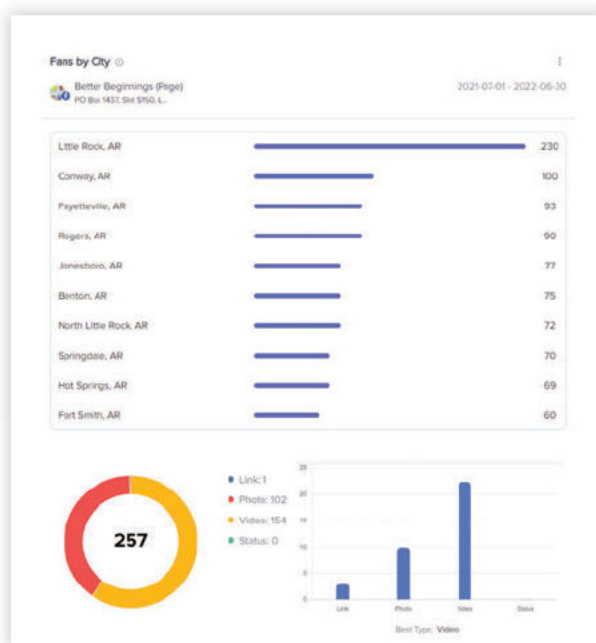 Fans by City
Better Beginnings (Page)
PO Box 1437, Slot S150, L...
2021-07-01 - 2022-06-30
Little Rock, AR 230
Conway, AR 100
Fayetteville, AR 93
Rogers, AR 90
Jonesboro, AR 77
Benton, AR 75
North Little Rock, AR 72
Springdale, AR 70
Hot Springs, AR 69
Fort Smith, AR 60
257
Link: 1
Photo: 102
Video: 154
Status: 0
25
20
15
10
5
0
Link Photo Video Status
Best Type: Video